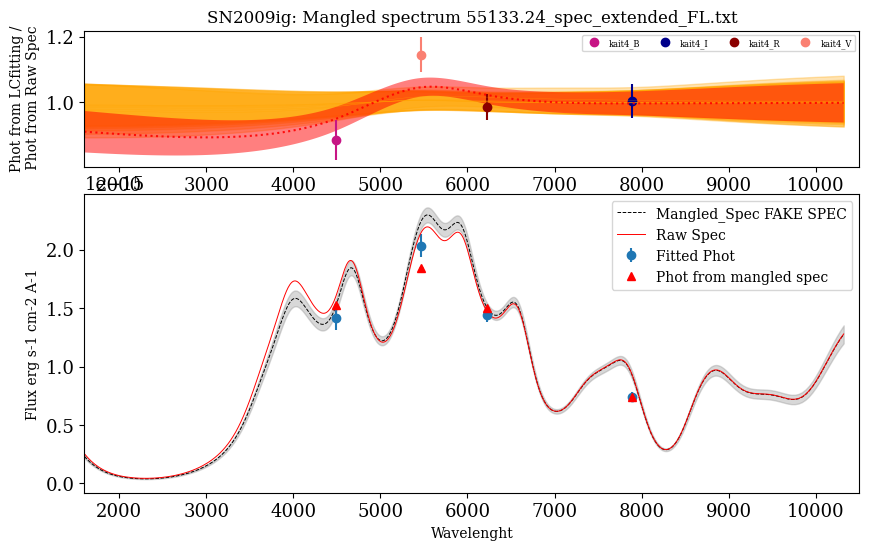 SN2009ig: Mangled spectrum 55133.24_spec_extended_FL.txt
Phot from LCfitting /
Phot from Raw Spec
1.2
1.0
kait4_B
kait4_I
kait4_R
kait4_V
2000 3000 4000 5000 6000 7000 8000 9000 10000
1e−15
Flux erg s-1 cm-2 A-1
2.0
1.5
1.0
0.5
0.0
Mangled_Spec FAKE SPEC
Raw Spec
Fitted Phot
Phot from mangled spec
2000 3000 4000 5000 6000 7000 8000 9000 10000
Wavelenght